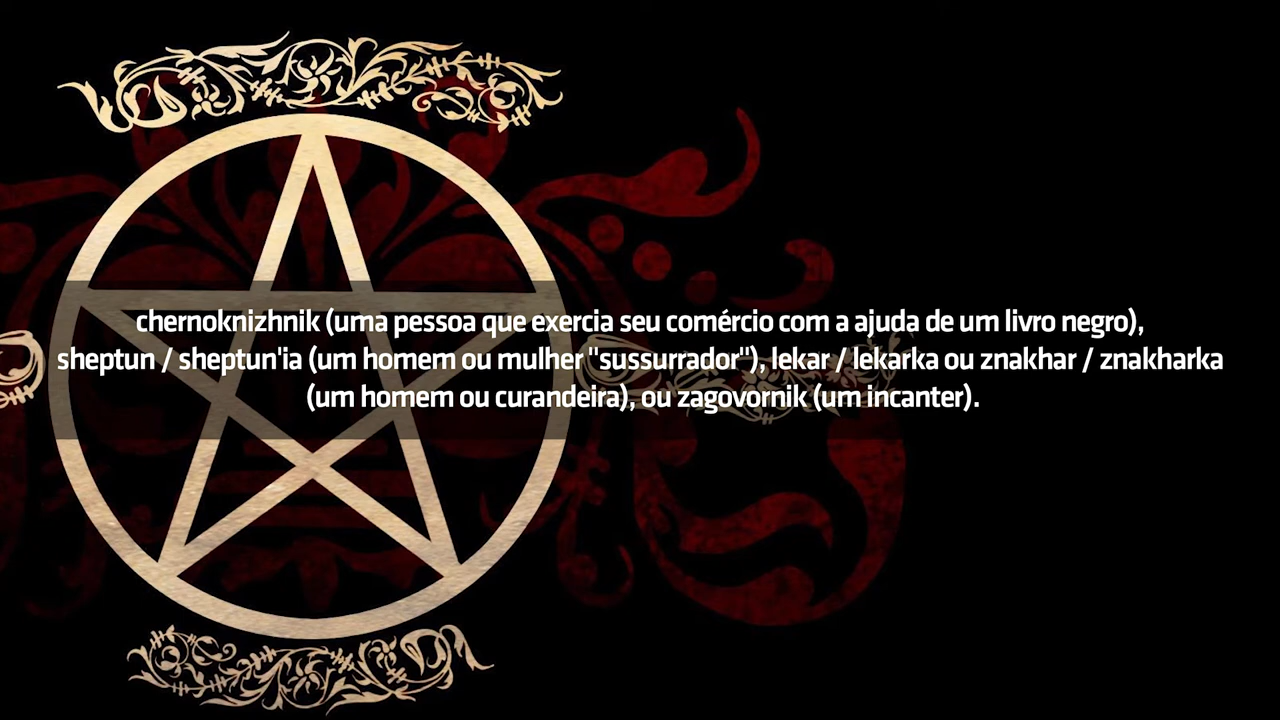 chernoknizhnik (uma pessoa que exercia seu comércio com a ajuda de um livro negro),
sheptun / sheptun'ia (um homem ou mulher "sussurrador"), lekar / lekarka ou znakhar / znakharka
(um homem ou curandeira), ou zagovornik (um incanter).